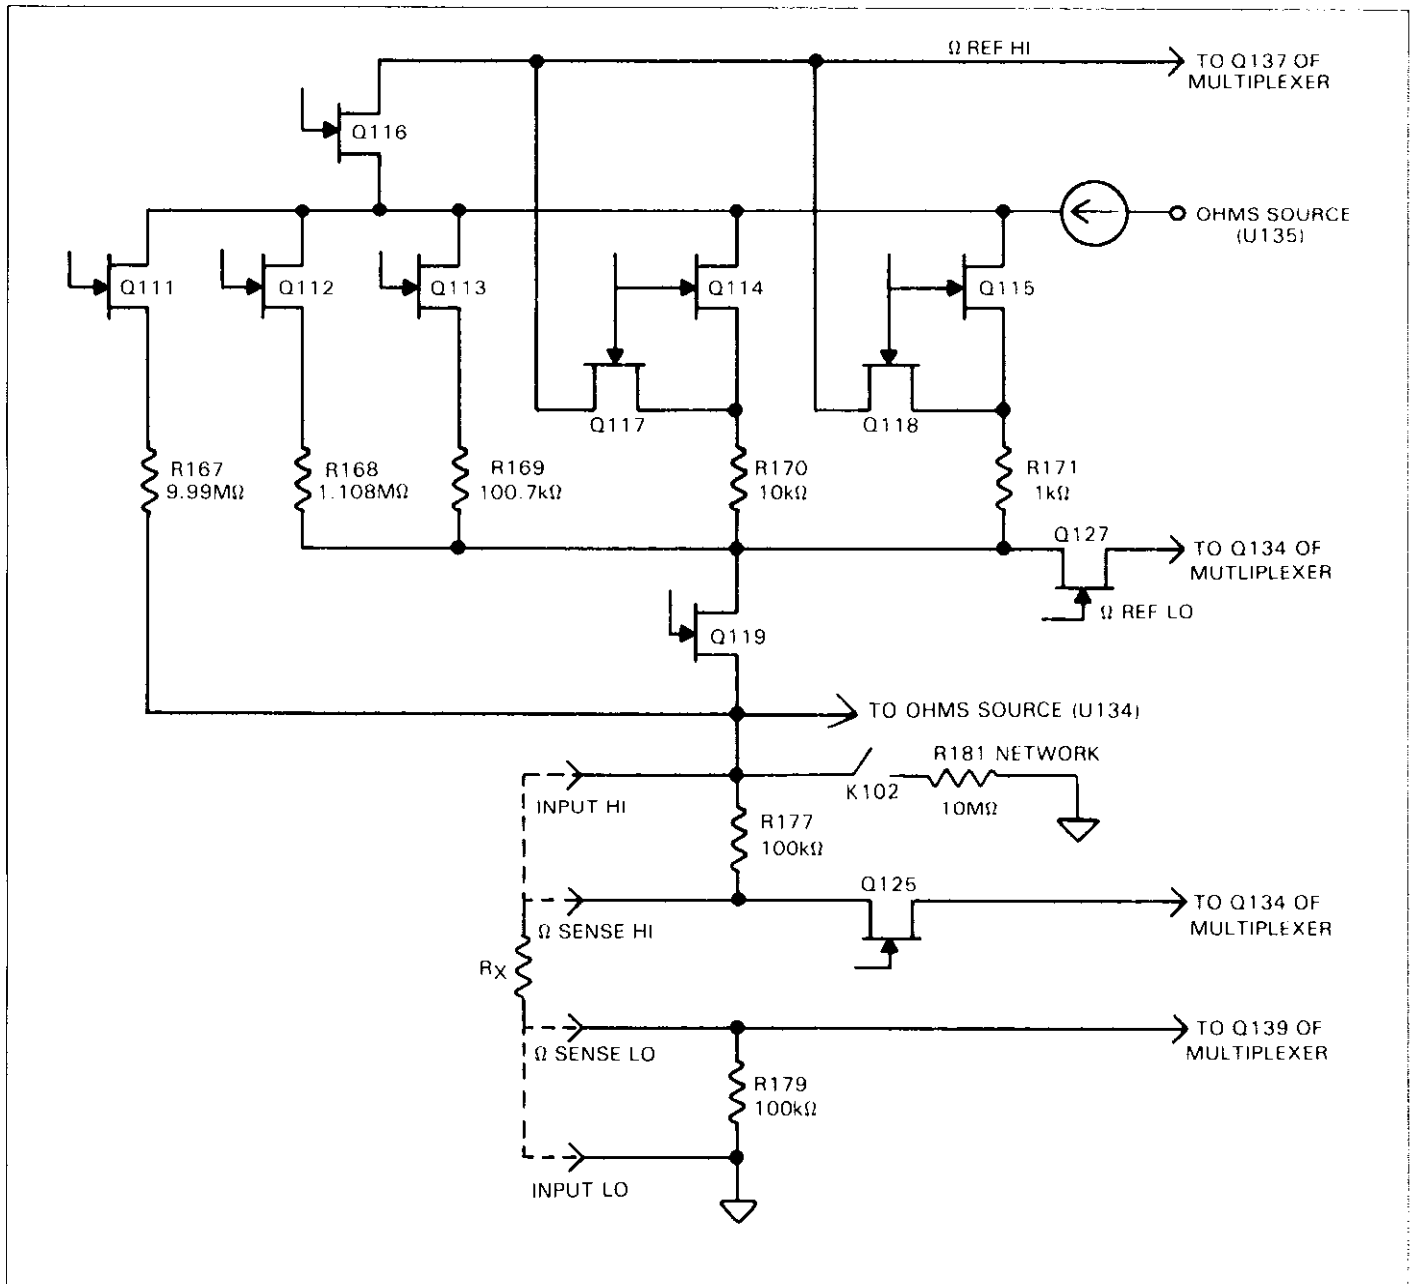 Ω REF HI
TO Q137 OF
MULTIPLEXER
Q116
OHMS SOURCE
(U135)
Q111
Q112
Q113
Q114
Q115
Q117
Q118
R167
9.99MΩ
R168
1.108MΩ
R169
100.7kΩ
R170
10kΩ
R171
1kΩ
Q127
TO Q134 OF
MUTLIPLEXER
Ω REF LO
Q119
TO OHMS SOURCE (U134)
R181 NETWORK
K102
10MΩ
INPUT HI
R177
100kΩ
Q125
TO Q134 OF
MULTIPLEXER
Ω SENSE HI
RX
TO Q139 OF
MULTIPLEXER
Ω SENSE LO
R179
100kΩ
INPUT LO